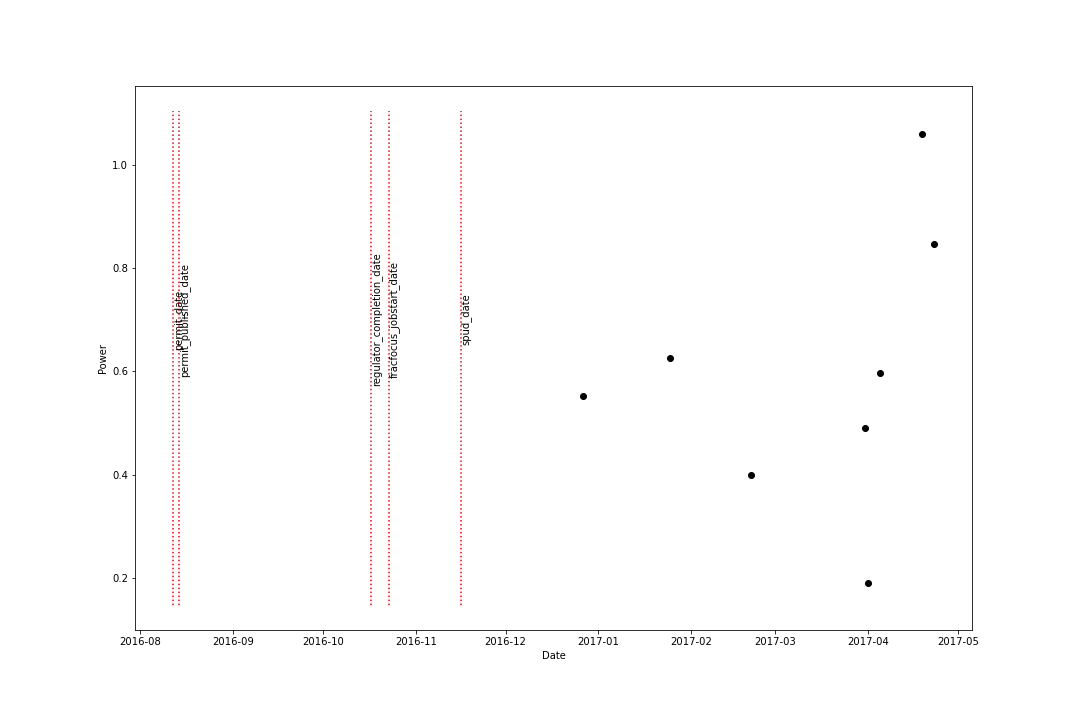 1.0
0.8
0.6
0.4
0.2
Power
permit_date
permit_published_date
regulator_completion_date
fracfocus_jobstart_date
spud_date
2016-08
2016-09
2016-10
2016-11
2016-12
2017-01
2017-02
2017-03
2017-04
2017-05
Date